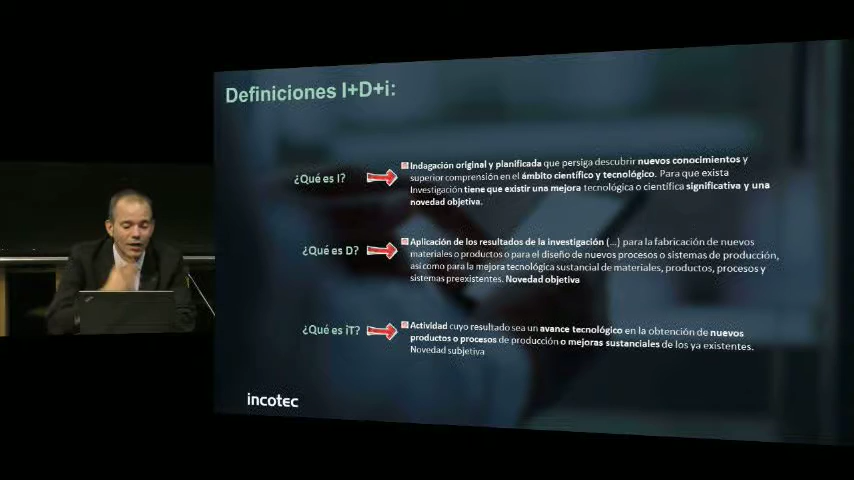 Definiciones I+D+i:
¿Qué es I?
Indagación original y planificada que persiga descubrir nuevos conocimientos y
superior comprensión en el ámbito científico y tecnológico. Para que exista
Investigación tiene que existir una mejora tecnológica o científica significativa y una
novedad objetiva.
¿Qué es D?
Aplicación de los resultados de la investigación (...) para la fabricación de nuevos
materiales o productos o para el diseño de nuevos procesos o sistemas de producción,
así como para la mejora tecnológica sustancial de materiales, productos, procesos y
sistemas preexistentes. Novedad objetiva
¿Qué es iT?
Actividad cuyo resultado sea un avance tecnológico en la obtención de nuevos
productos o procesos de producción o mejoras sustanciales de los ya existentes.
Novedad subjetiva
incotec